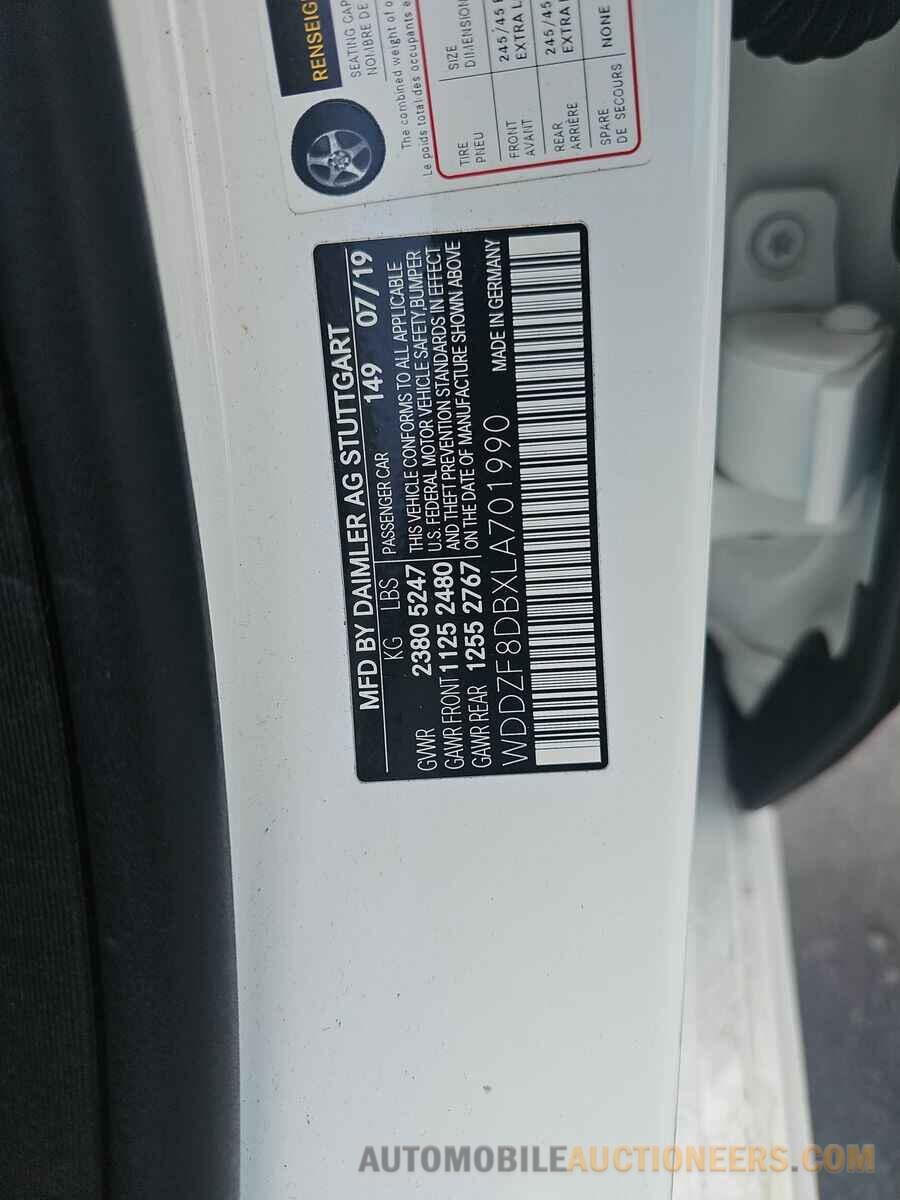 RENSEIG
SEATING CAP
NOMBRE DE
The combined weight of o
Le poids total des occupants e
TIRE
PNEU
SIZE
DIMENSION
FRONT
AVANT
245/45
EXTRA L
REAR
ARRIÈRE
245/45
EXTRA
SPARE
DE SECOURS
NONE
MFD BY DAIMLER AG STUTTGART
KG LBS PASSENGER CAR 149 07/19
GVWR 2380 5247 THIS VEHICLE CONFORMS TO ALL APPLICABLE
U.S. FEDERAL MOTOR VEHICLE SAFETY,BUMPER
GAWR FRONT 1125 2480 AND THEFT PREVENTION STANDARDS IN EFFECT
GAWR REAR 1255 2767 ON THE DATE OF MANUFACTURE SHOWN ABOVE
WDDZF8DBXLA701990 MADE IN GERMANY
AUTOMOBILEAUCTIONEERS.COM